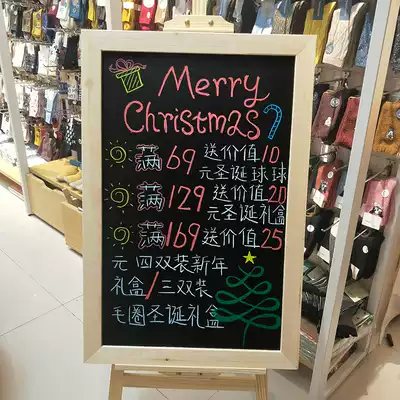 Merry
Christmas
满69 送价值10
元圣诞球球
满129 送价值20
元圣诞礼盒
满169 送价值25
元 四双装新年
礼盒/三双装
毛圈圣诞礼盒